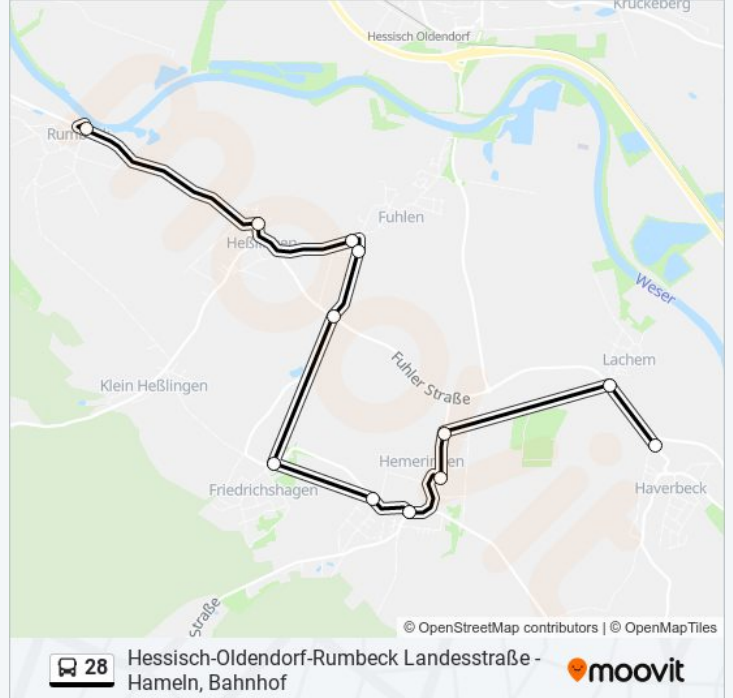 Krückeberg
Hessisch Oldendorf
Fuhlen
Weser
Lachem
Klein Heßlingen
Fuhler Straße
Hemeringen
Friedrichshagen
Haverbeck
Straße
© OpenStreetMap contributors | © OpenMapTiles
28
Hessisch-Oldendorf-Rumbeck Landesstraße -
Hameln, Bahnhof
moovit